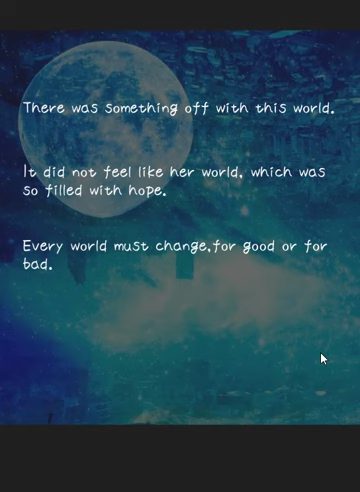 There was something off with this world.
It did not feel like her world, which was
so filled with hope.
Every world must change,for good or for
bad.